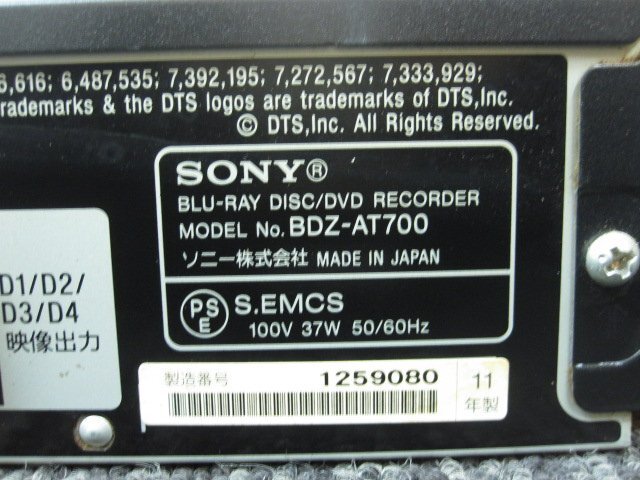 6,616; 6,487,535; 7,392,195; 7,272,567; 7,333,929;
trademarks & the DTS logos are trademarks of DTS,Inc.
© DTS,Inc. All Rights Reserved.
SONY®
BLU-RAY DISC/DVD RECORDER
MODEL No. BDZ-AT700
ソニー株式会社 MADE IN JAPAN
PSE S.EMCS
100V 37W 50/60Hz
D1/D2/
D3/D4
映像出力
製造番号 1259080 11
年製